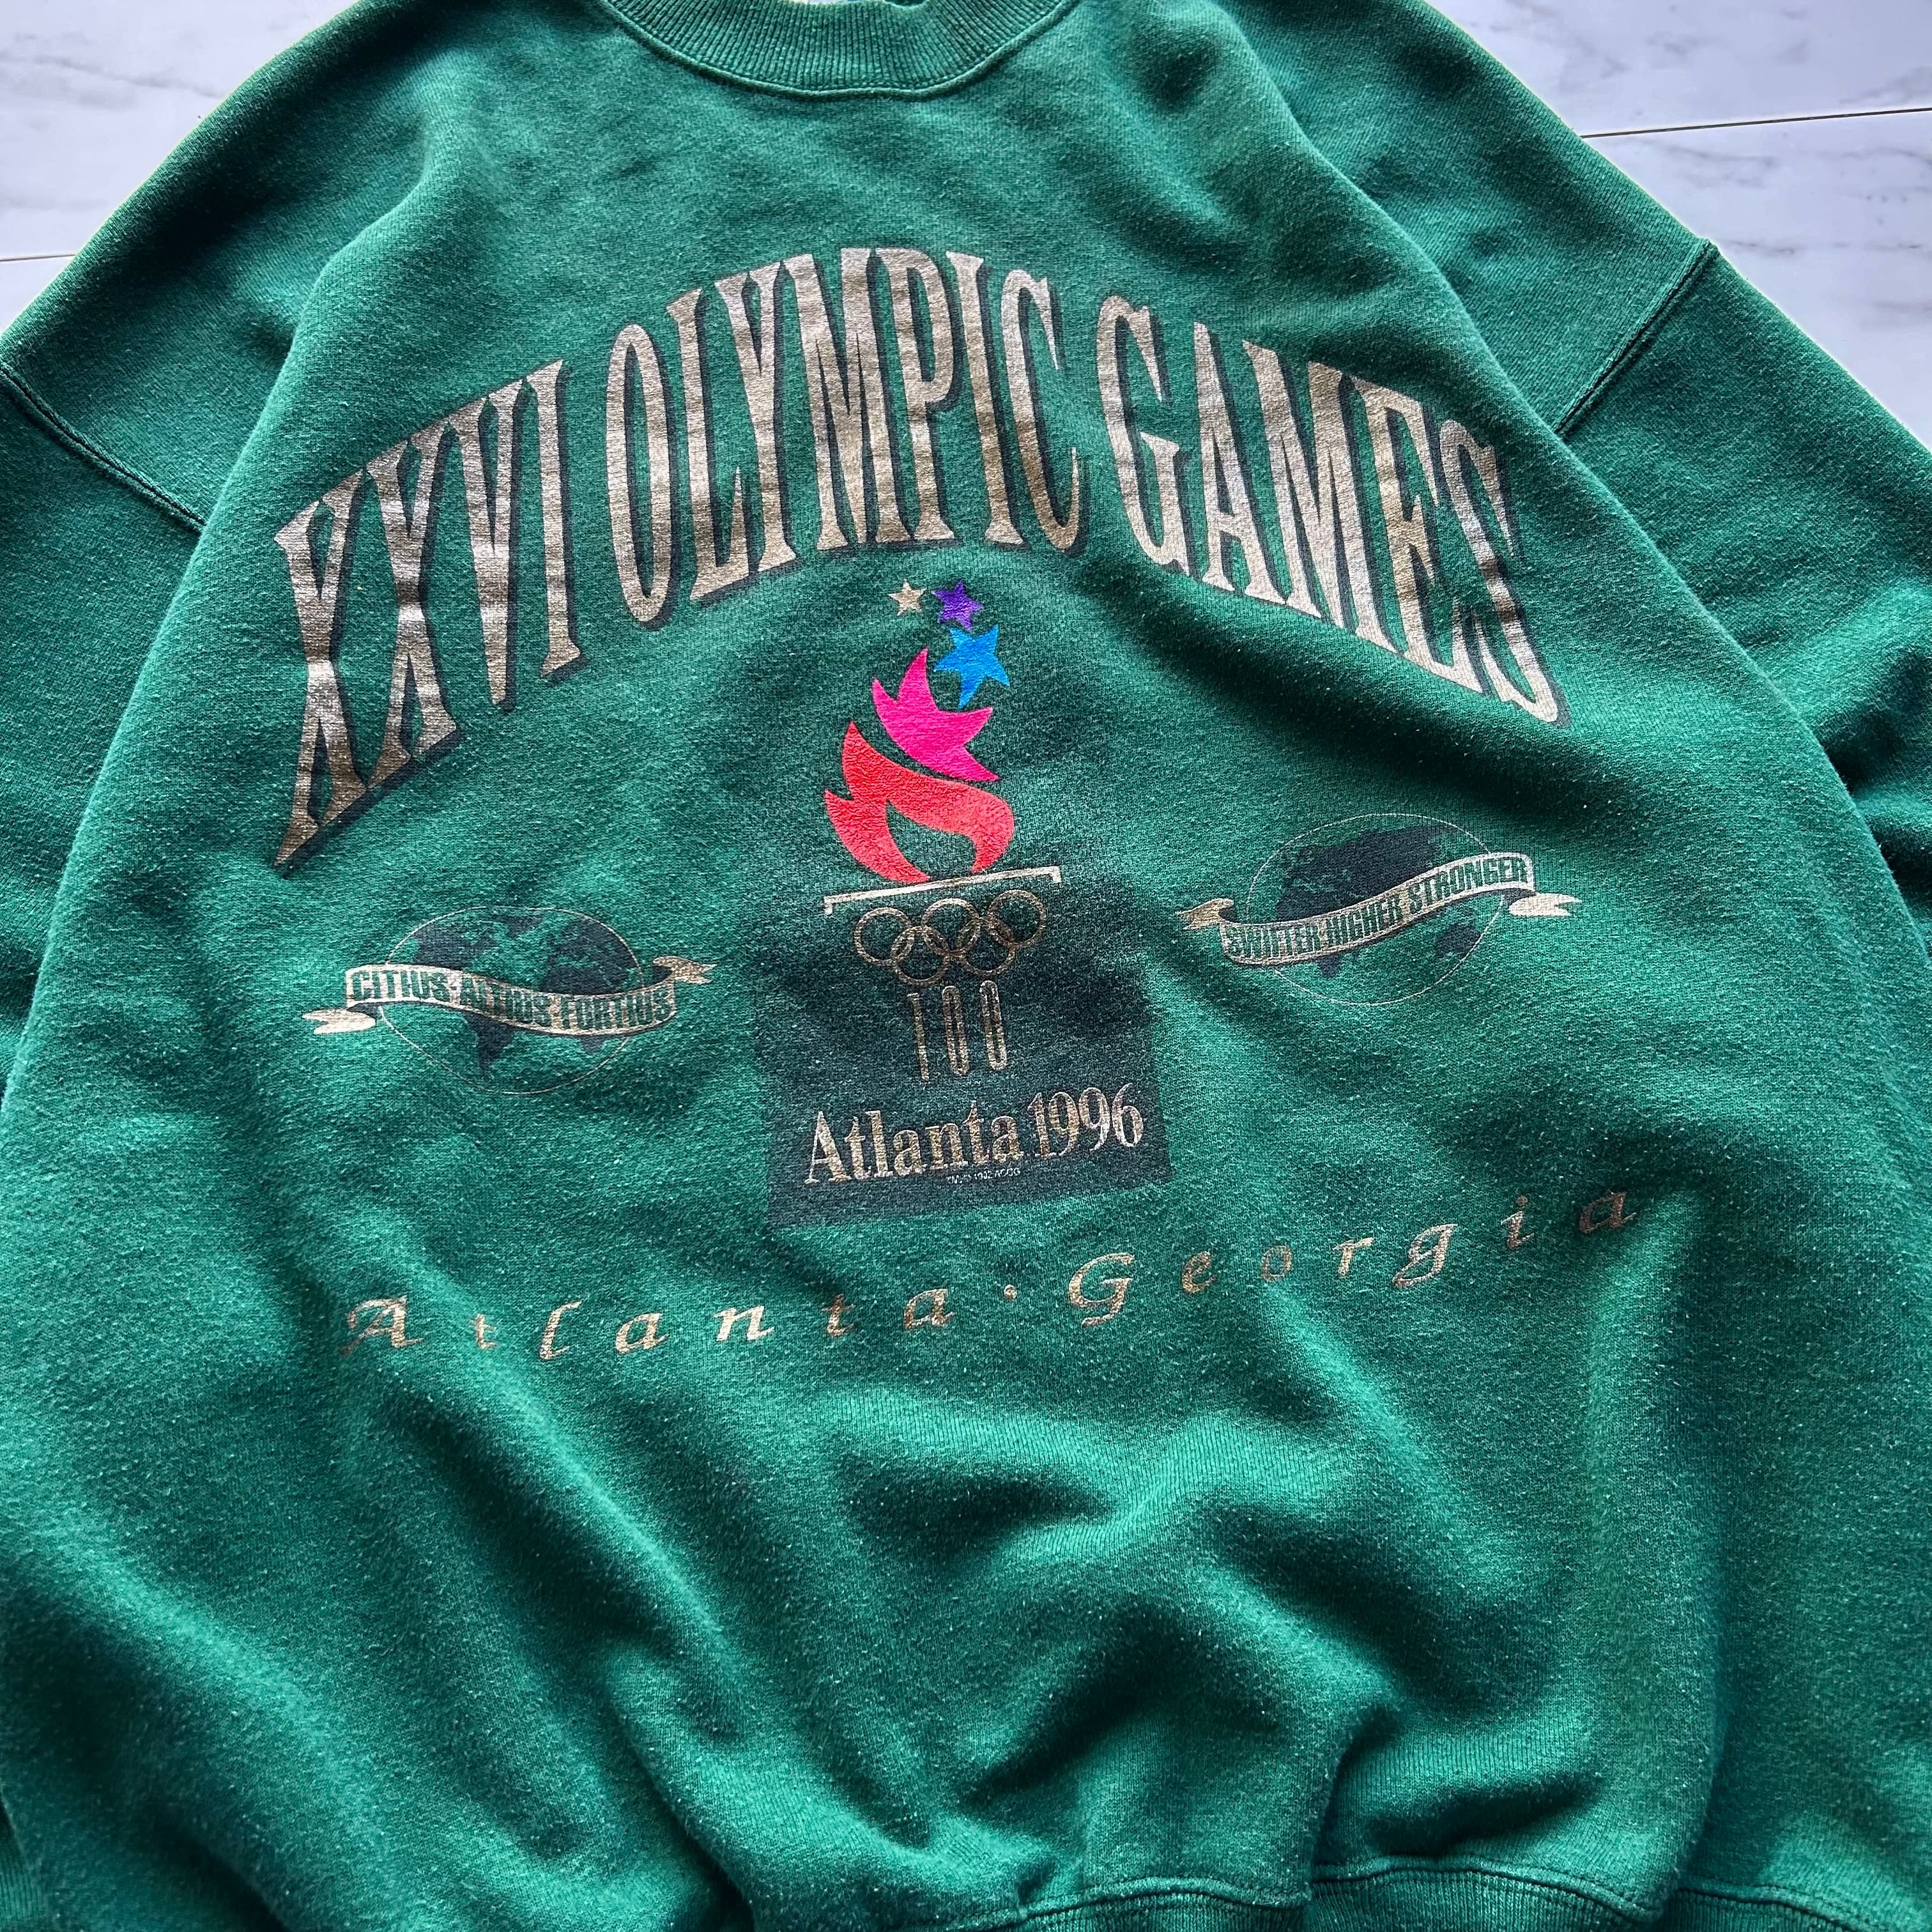 XXVI OLYMPIC GAMES
CITIUS·ALTIUS·FORTIUS
SWIFTER HIGHER STRONGER
100
Atlanta 1996
Atlanta · Georgia